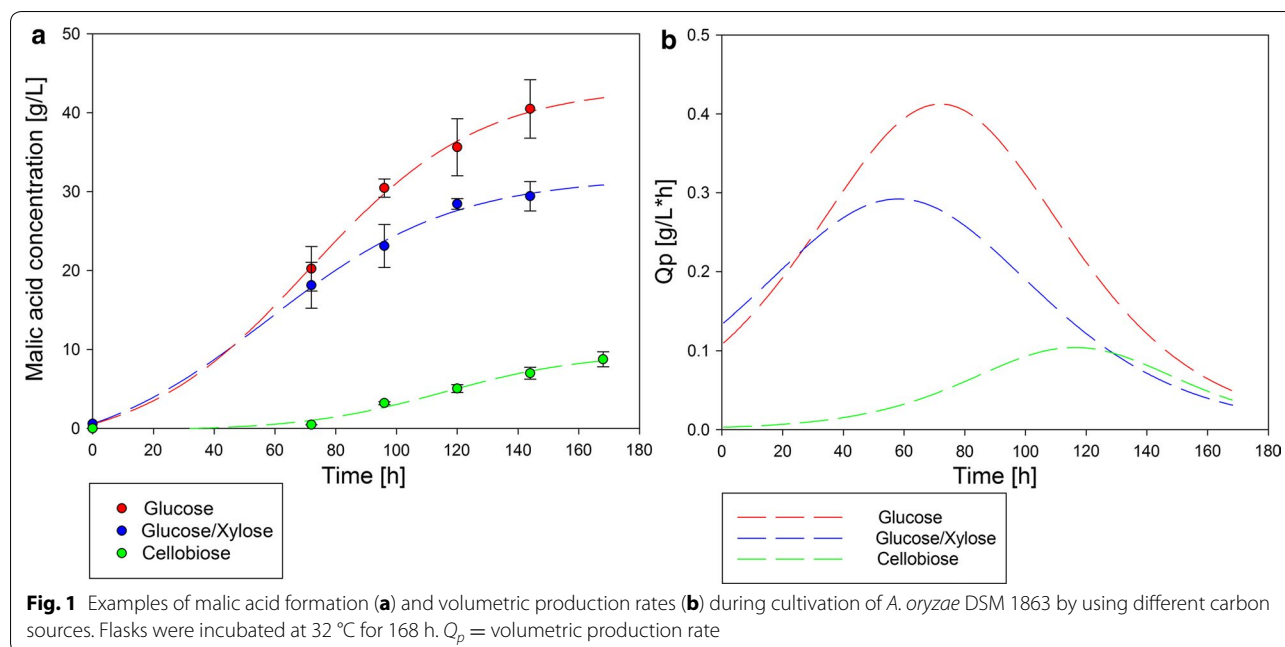 a
50
40
30
20
10
0
Malic acid concentration [g/L]
0 20 40 60 80 100 120 140 160 180
Time [h]
Glucose
Glucose/Xylose
Cellobiose
b
0.5
0.4
0.3
0.2
0.1
0.0
Qp [g/L*h]
0 20 40 60 80 100 120 140 160 180
Time [h]
Glucose
Glucose/Xylose
Cellobiose
Fig. 1 Examples of malic acid formation (a) and volumetric production rates (b) during cultivation of A. oryzae DSM 1863 by using different carbon
sources. Flasks were incubated at 32 °C for 168 h. Qp = volumetric production rate